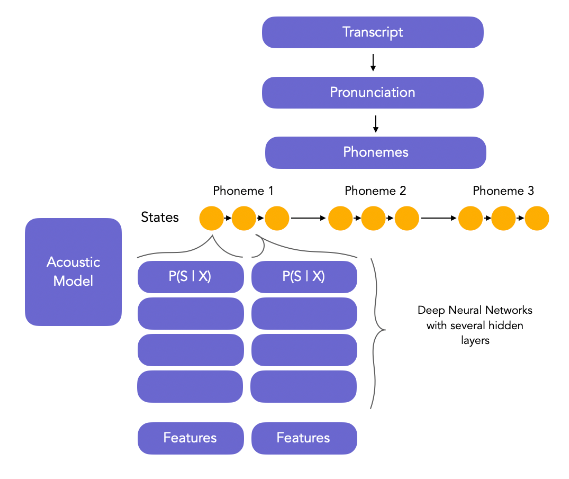 Transcript
Pronunciation
Phonemes
Phoneme 1
Phoneme 2
Phoneme 3
States
Acoustic
Model
P(S | X)
P(S | X)
Deep Neural Networks
with several hidden
layers
Features
Features